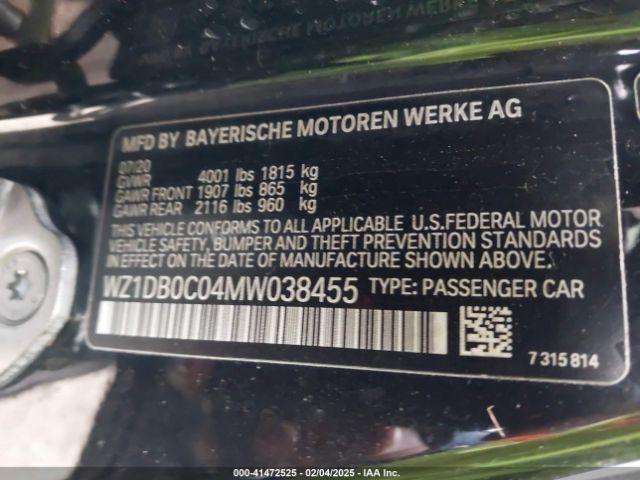 MFD BY BAYERISCHE MOTOREN WERKE AG
07/20
GVWR 4001 lbs 1815 kg
GAWR FRONT 1907 lbs 865 kg
GAWR REAR 2116 lbs 960 kg
THIS VEHICLE CONFORMS TO ALL APPLICABLE U.S.FEDERAL MOTOR
VEHICLE SAFETY, BUMPER AND THEFT PREVENTION STANDARDS
IN EFFECT ON THE DATE OF MANUFACTURE SHOWN ABOVE.
WZ1DB0C04MW038455 TYPE: PASSENGER CAR
7 315 814
000-41472525 - 02/04/2025 - IAA Inc.